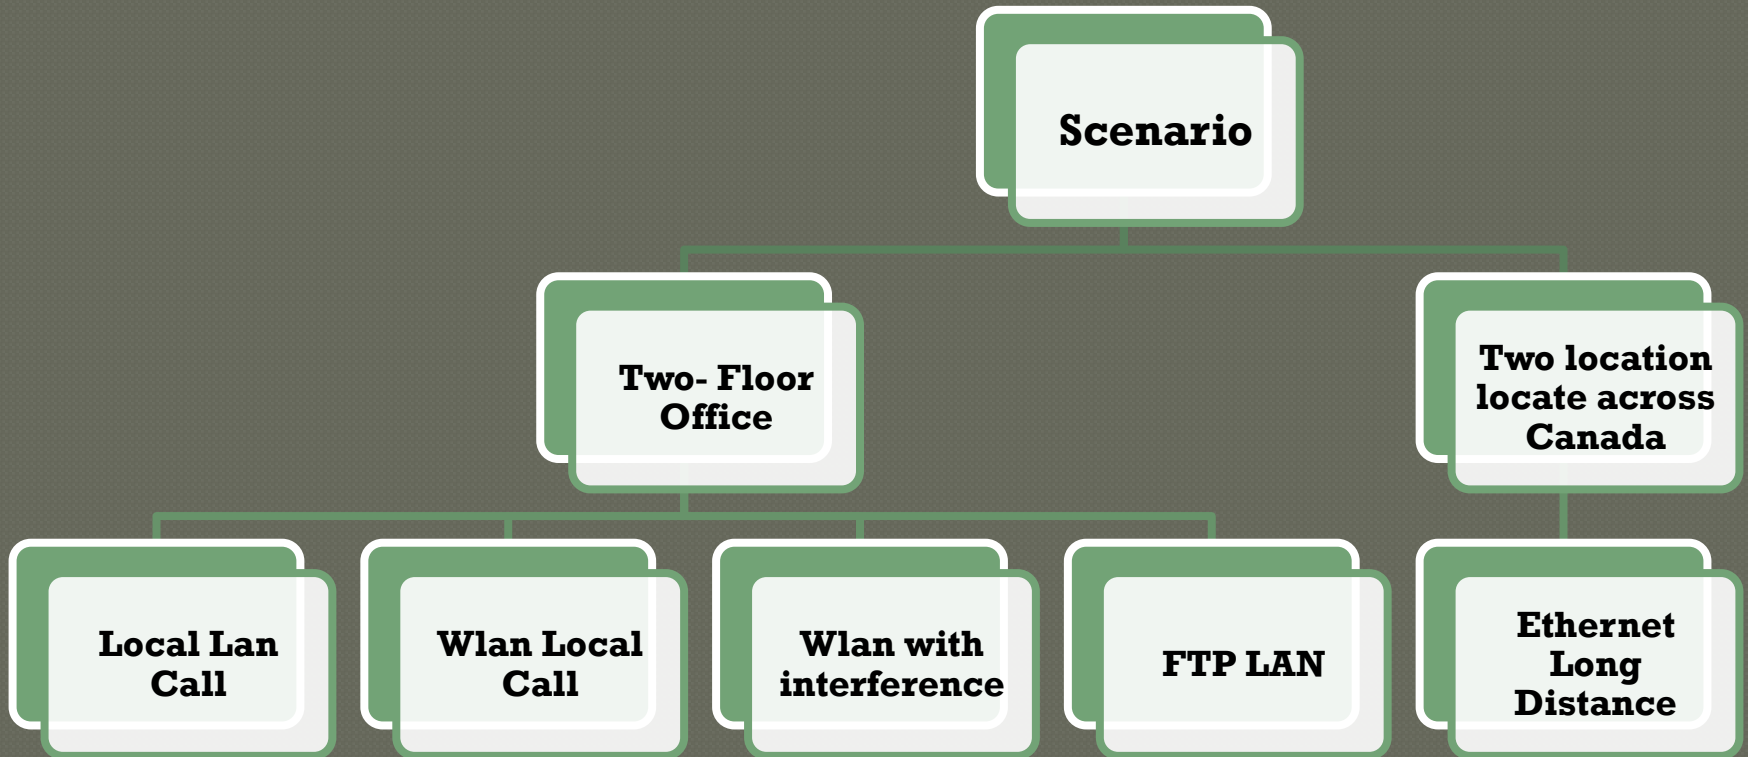 Scenario
Two- Floor
Office
Two location
locate across
Canada
Local Lan
Call
Wlan Local
Call
Wlan with
interference
FTP LAN
Ethernet
Long
Distance